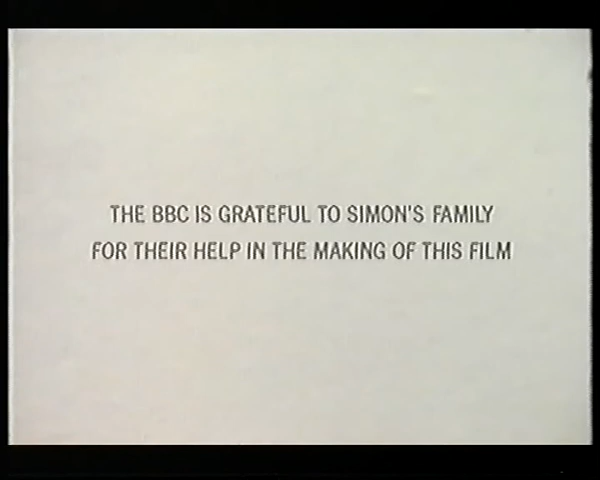 THE BBC IS GRATEFUL TO SIMON'S FAMILY
FOR THEIR HELP IN THE MAKING OF THIS FILM